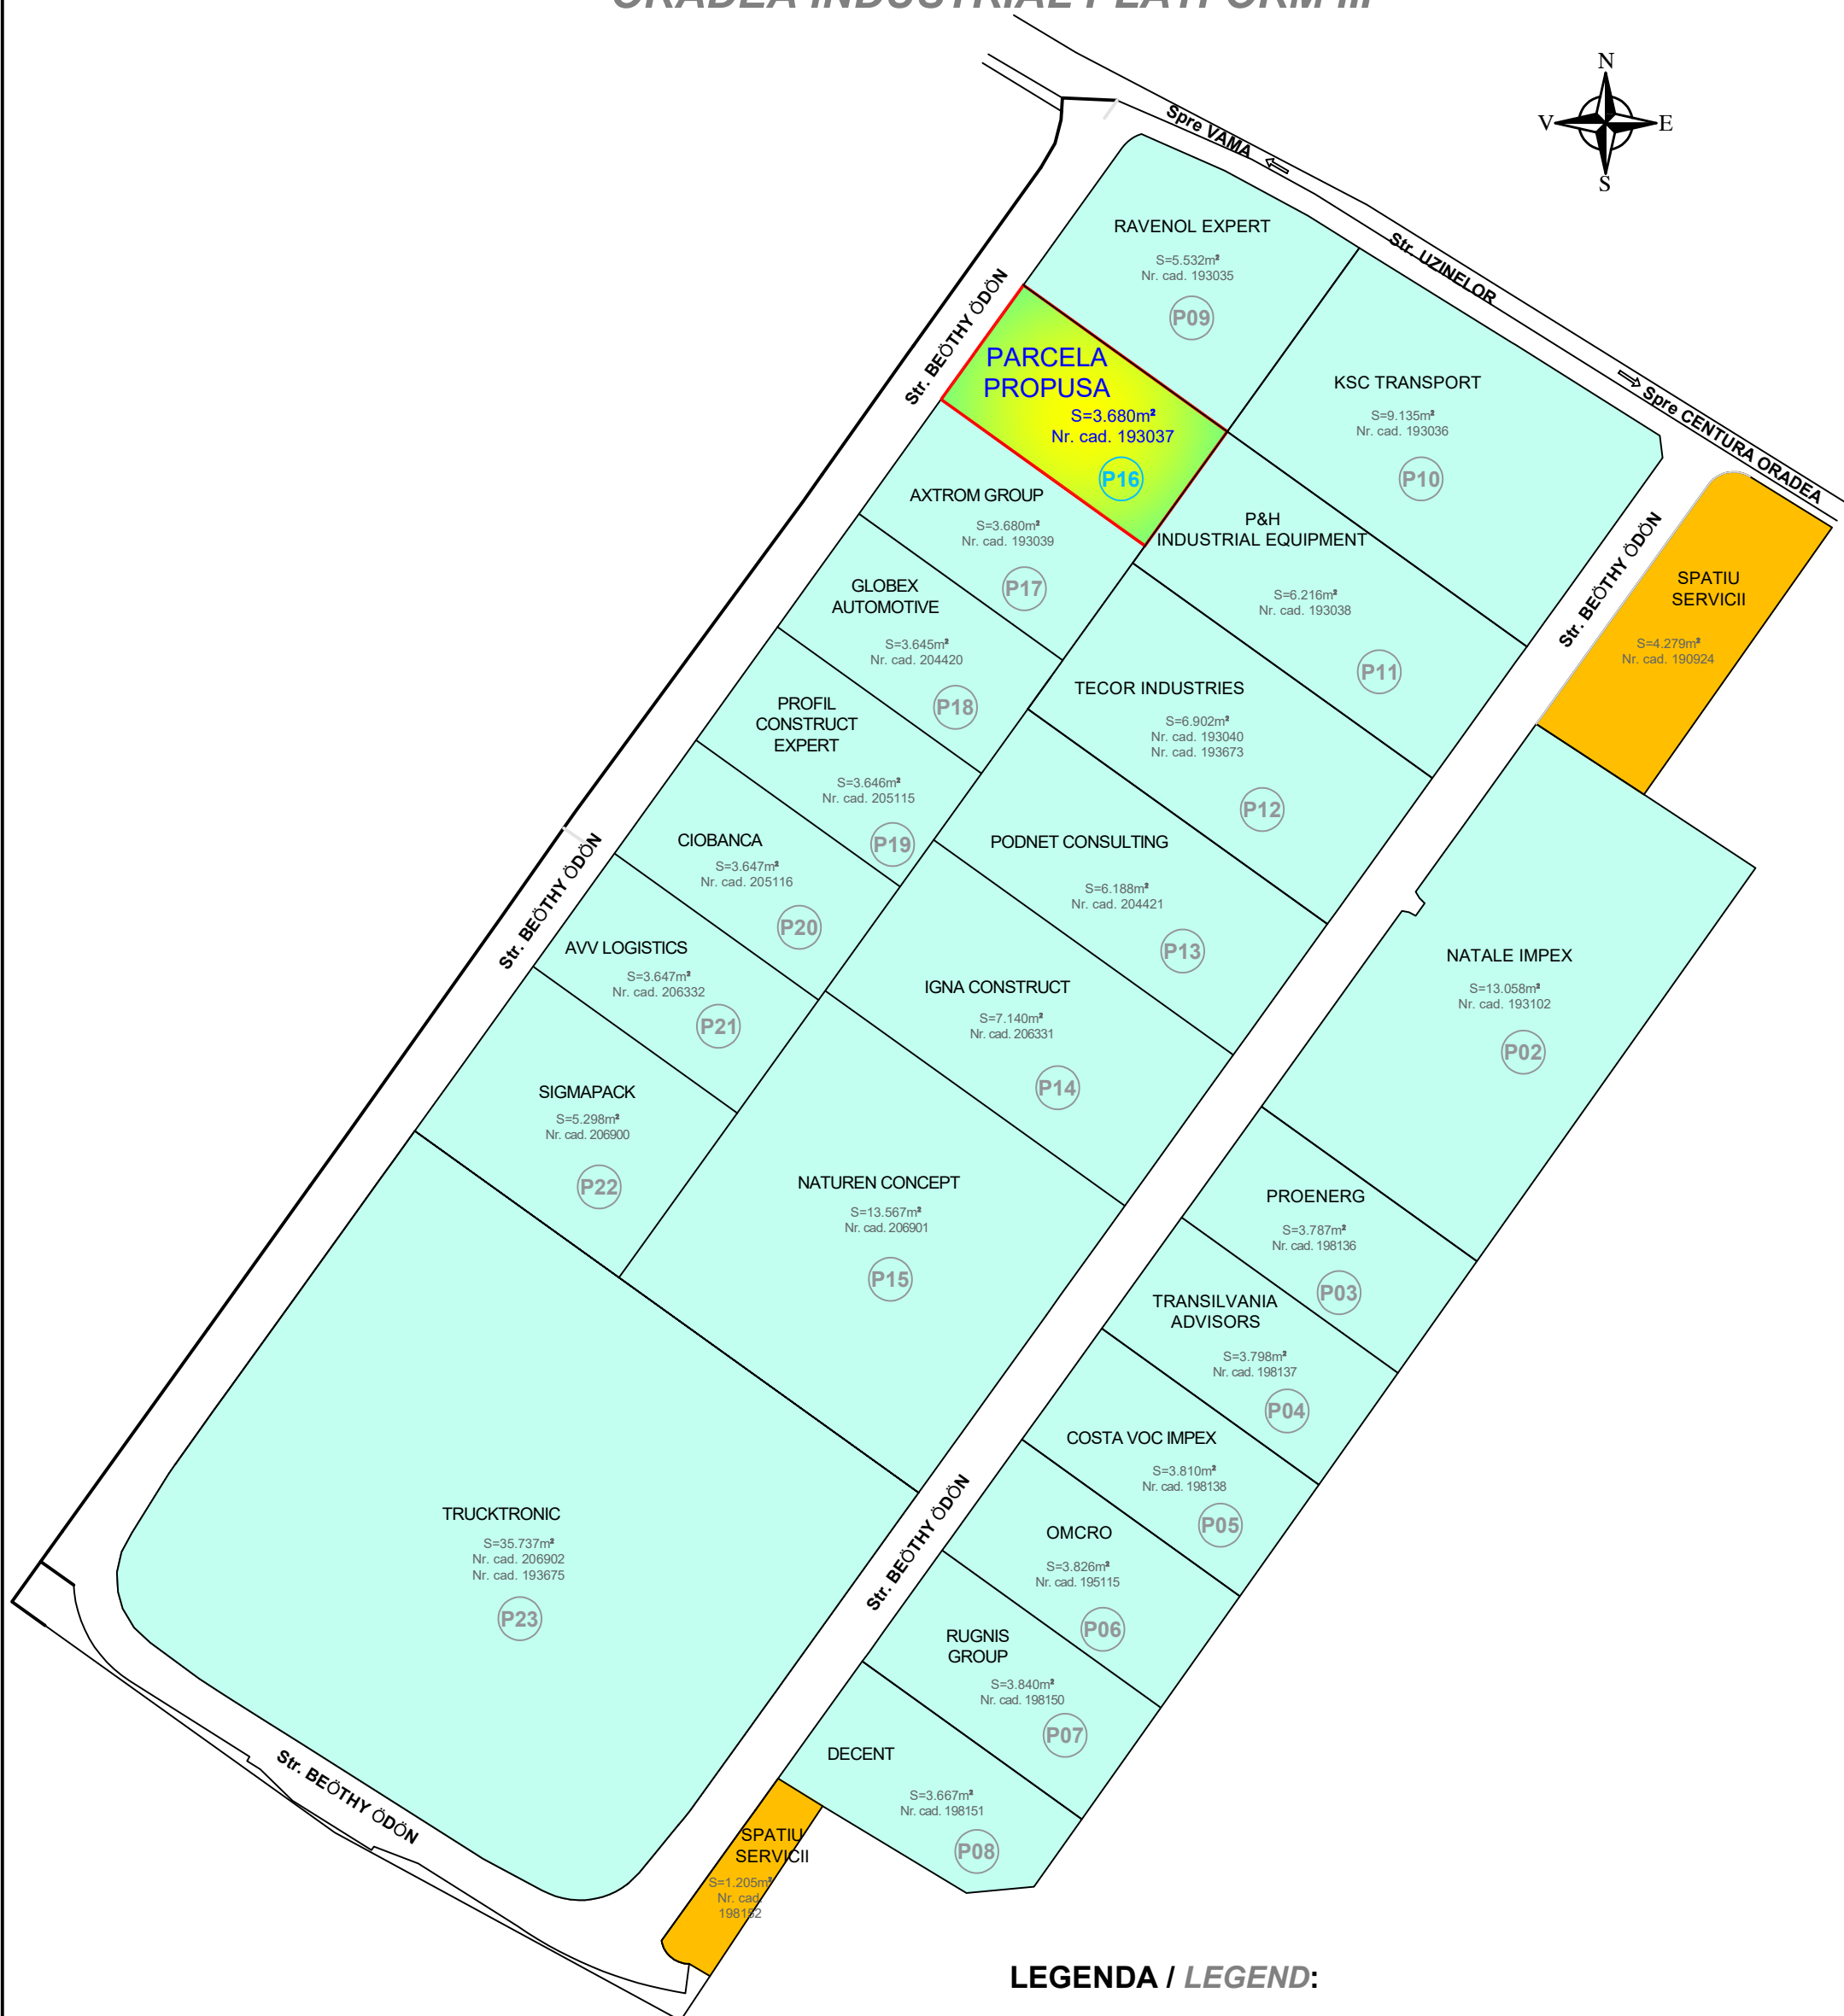 ORADEA INDUSTRIAL PLATFORM III
N
V
E
S
Spre VAMA
Str. UZINELOR
Spre CENTURA ORADEA
RAVENOL EXPERT
S=5.532m²
Nr. cad. 193035
P09
Str. BEÖTHY ÖDÖN
PARCELA
PROPUSA
S=3.680m²
Nr. cad. 193037
P16
KSC TRANSPORT
S=9.135m²
Nr. cad. 193036
P10
AXTROM GROUP
S=3.680m²
Nr. cad. 193039
P17
P&H
INDUSTRIAL EQUIPMENT
S=6.216m²
Nr. cad. 193038
P11
Str. BEÖTHY ÖDÖN
SPATIU
SERVICII
S=4.279m²
Nr. cad. 190924
GLOBEX
AUTOMOTIVE
S=3.645m²
Nr. cad. 204420
P18
TECOR INDUSTRIES
S=6.902m²
Nr. cad. 193040
Nr. cad. 193673
P12
PROFIL
CONSTRUCT
EXPERT
S=3.646m²
Nr. cad. 205115
P19
CIOBANCA
S=3.647m²
Nr. cad. 205116
P20
PODNET CONSULTING
S=6.188m²
Nr. cad. 204421
P13
Str. BEÖTHY ÖDÖN
AVV LOGISTICS
S=3.647m²
Nr. cad. 206332
P21
IGNA CONSTRUCT
S=7.140m²
Nr. cad. 206331
P14
NATALE IMPEX
S=13.058m²
Nr. cad. 193102
P02
SIGMAPACK
S=5.298m²
Nr. cad. 206900
P22
NATUREN CONCEPT
S=13.567m²
Nr. cad. 206901
P15
PROENERG
S=3.787m²
Nr. cad. 198136
P03
TRANSILVANIA
ADVISORS
S=3.798m²
Nr. cad. 198137
P04
COSTA VOC IMPEX
S=3.810m²
Nr. cad. 198138
P05
TRUCKTRONIC
S=35.737m²
Nr. cad. 206902
Nr. cad. 193675
P23
Str. BEÖTHY ÖDÖN
OMCRO
S=3.826m²
Nr. cad. 195115
P06
RUGNIS
GROUP
S=3.840m²
Nr. cad. 198150
P07
DECENT
S=3.667m²
Nr. cad. 198151
P08
Str. BEÖTHY ÖDÖN
SPATIU
SERVICII
S=1.205m²
Nr. cad.
198152
LEGENDA / LEGEND: